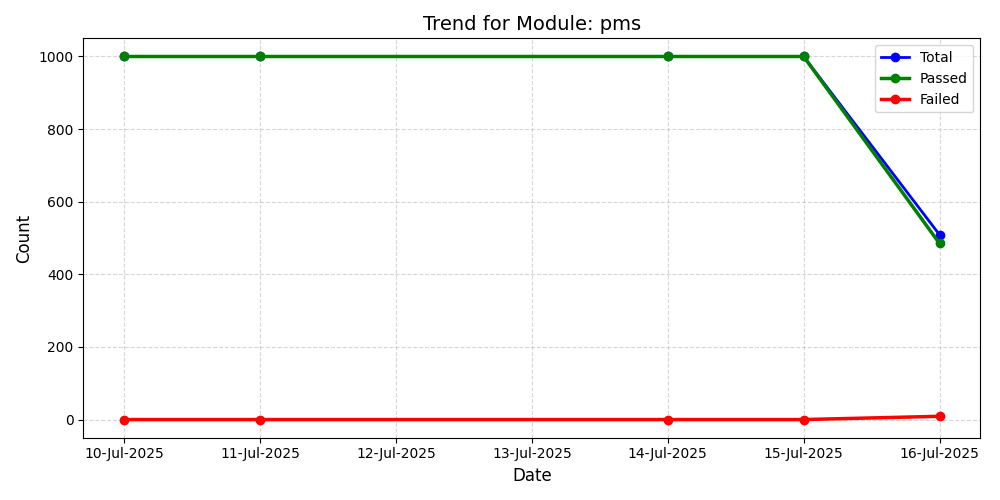 Trend for Module: pms
1000
800
600
400
200
0
Count
Total
Passed
Failed
10-Jul-2025
11-Jul-2025
12-Jul-2025
13-Jul-2025
14-Jul-2025
15-Jul-2025
16-Jul-2025
Date